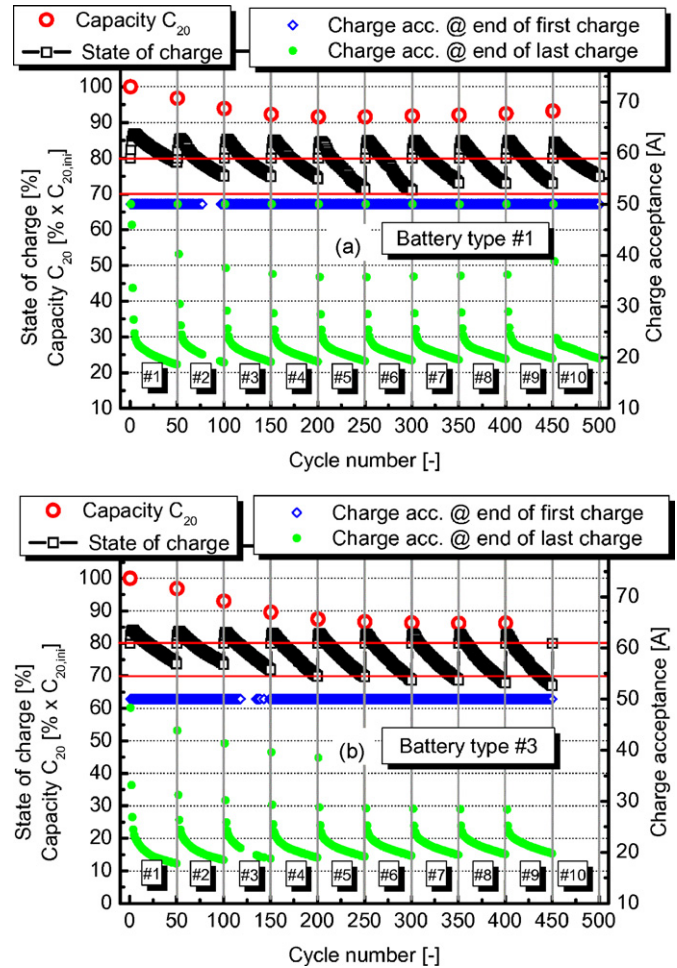 Capacity C20
State of charge
Charge acc. @ end of first charge
Charge acc. @ end of last charge
State of charge [%]
Capacity C20 [% x C20,ini]
100
90
80
70
60
50
40
30
20
10
(a)
Battery type #1
#1 #2 #3 #4 #5 #6 #7 #8 #9 #10
70
60
50
40
30
20
10
Charge acceptance [A]
0 50 100 150 200 250 300 350 400 450 500
Cycle number [-]
Capacity C20
State of charge
Charge acc. @ end of first charge
Charge acc. @ end of last charge
State of charge [%]
Capacity C20 [% x C20,ini]
100
90
80
70
60
50
40
30
20
10
0
(b)
Battery type #3
#1 #2 #3 #4 #5 #6 #7 #8 #9 #10
70
60
50
40
30
20
10
Charge acceptance [A]
0 50 100 150 200 250 300 350 400 450 500
Cycle number [-]